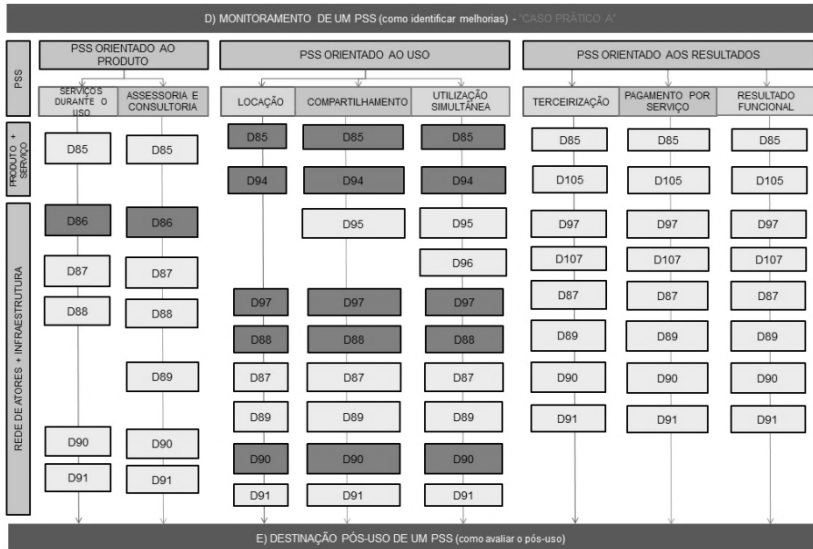 D) MONITORAMENTO DE UM PSS (como identificar melhorias) - "CASO PRÁTICO A"
PSS
PSS ORIENTADO AO
PRODUTO
PSS ORIENTADO AO USO
PSS ORIENTADO AOS RESULTADOS
SERVIÇOS
DURANTE O
USO
ASSESSORIA E
CONSULTORIA
LOCAÇÃO
COMPARTILHAMENTO
UTILIZAÇÃO
SIMULTÂNEA
TERCEIRIZAÇÃO
PAGAMENTO POR
SERVIÇO
RESULTADO
FUNCIONAL
PRODUTO +
SERVIÇO
D85 D85 D85 D85 D85 D85 D85 D85
D94 D94 D94 D105 D105 D105
REDE DE ATORES + INFRAESTRUTURA
D86 D86 D95 D95 D97 D97 D97
D87 D87 D96 D107 D107 D107
D88 D88 D97 D97 D97 D87 D87 D87
D88 D88 D88 D89 D89 D89
D89 D87 D87 D87 D90 D90 D90
D89 D89 D89 D91 D91 D91
D90 D90 D90 D90 D90
D91 D91 D91 D91 D91
E) DESTINAÇÃO PÓS-USO DE UM PSS (como avaliar o pós-uso)